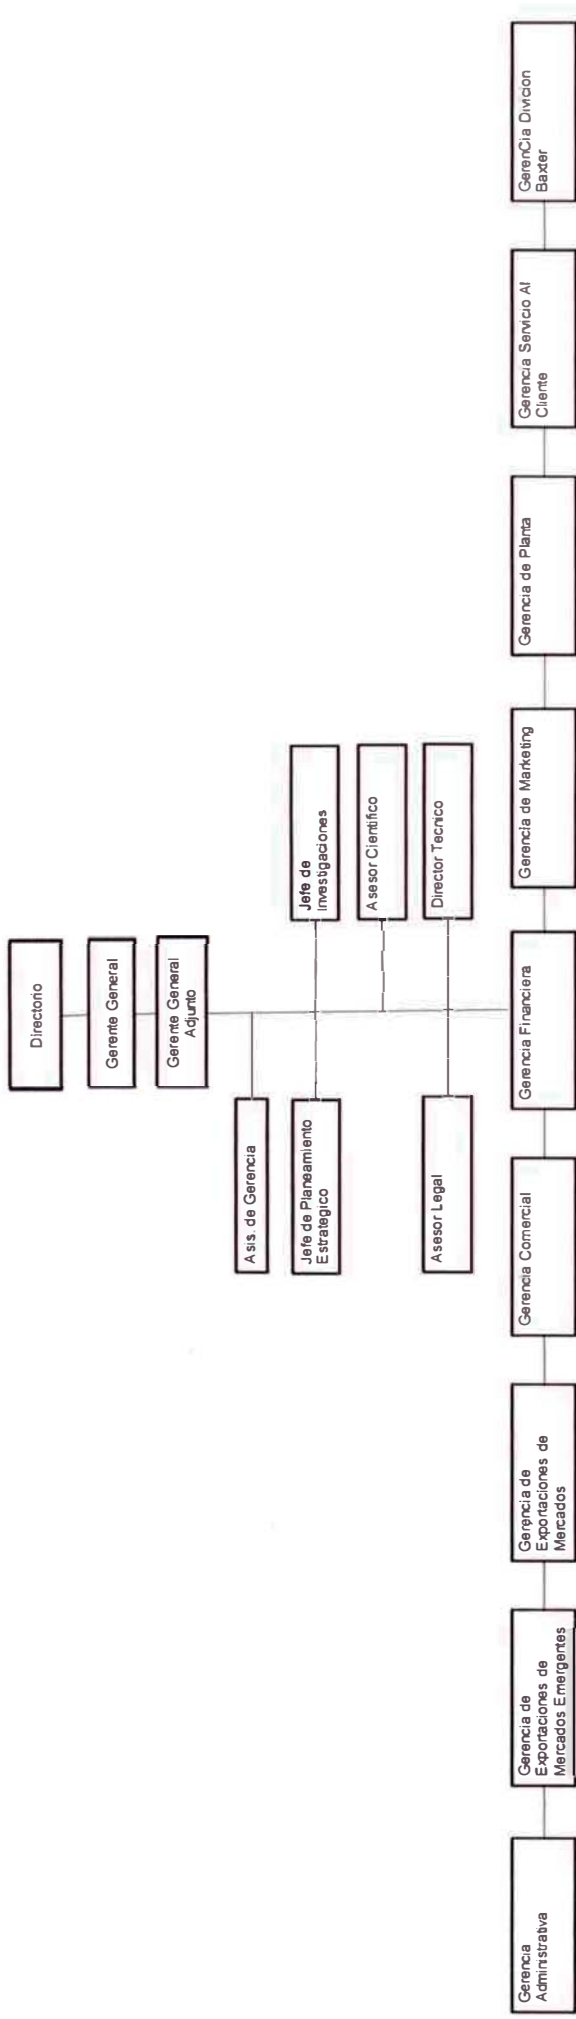 Directorio
Gerente General
Gerente General
Adjunto
Asis. de Gerencia
Jefe de Planeamiento
Estrategico
Jefe de
Investigaciones
Asesor Cientifico
Asesor Legal
Director Tecnico
Gerencia
Administrativa
Gerencia de
Exportaciones de
Mercados Emergentes
Gerencia de
Exportaciones de
Mercados
Gerencia Comercial
Gerencia Financiera
Gerencia de Marketing
Gerencia de Planta
Gerencia Servicio Al
Cliente
GerenCia Division
Baxter